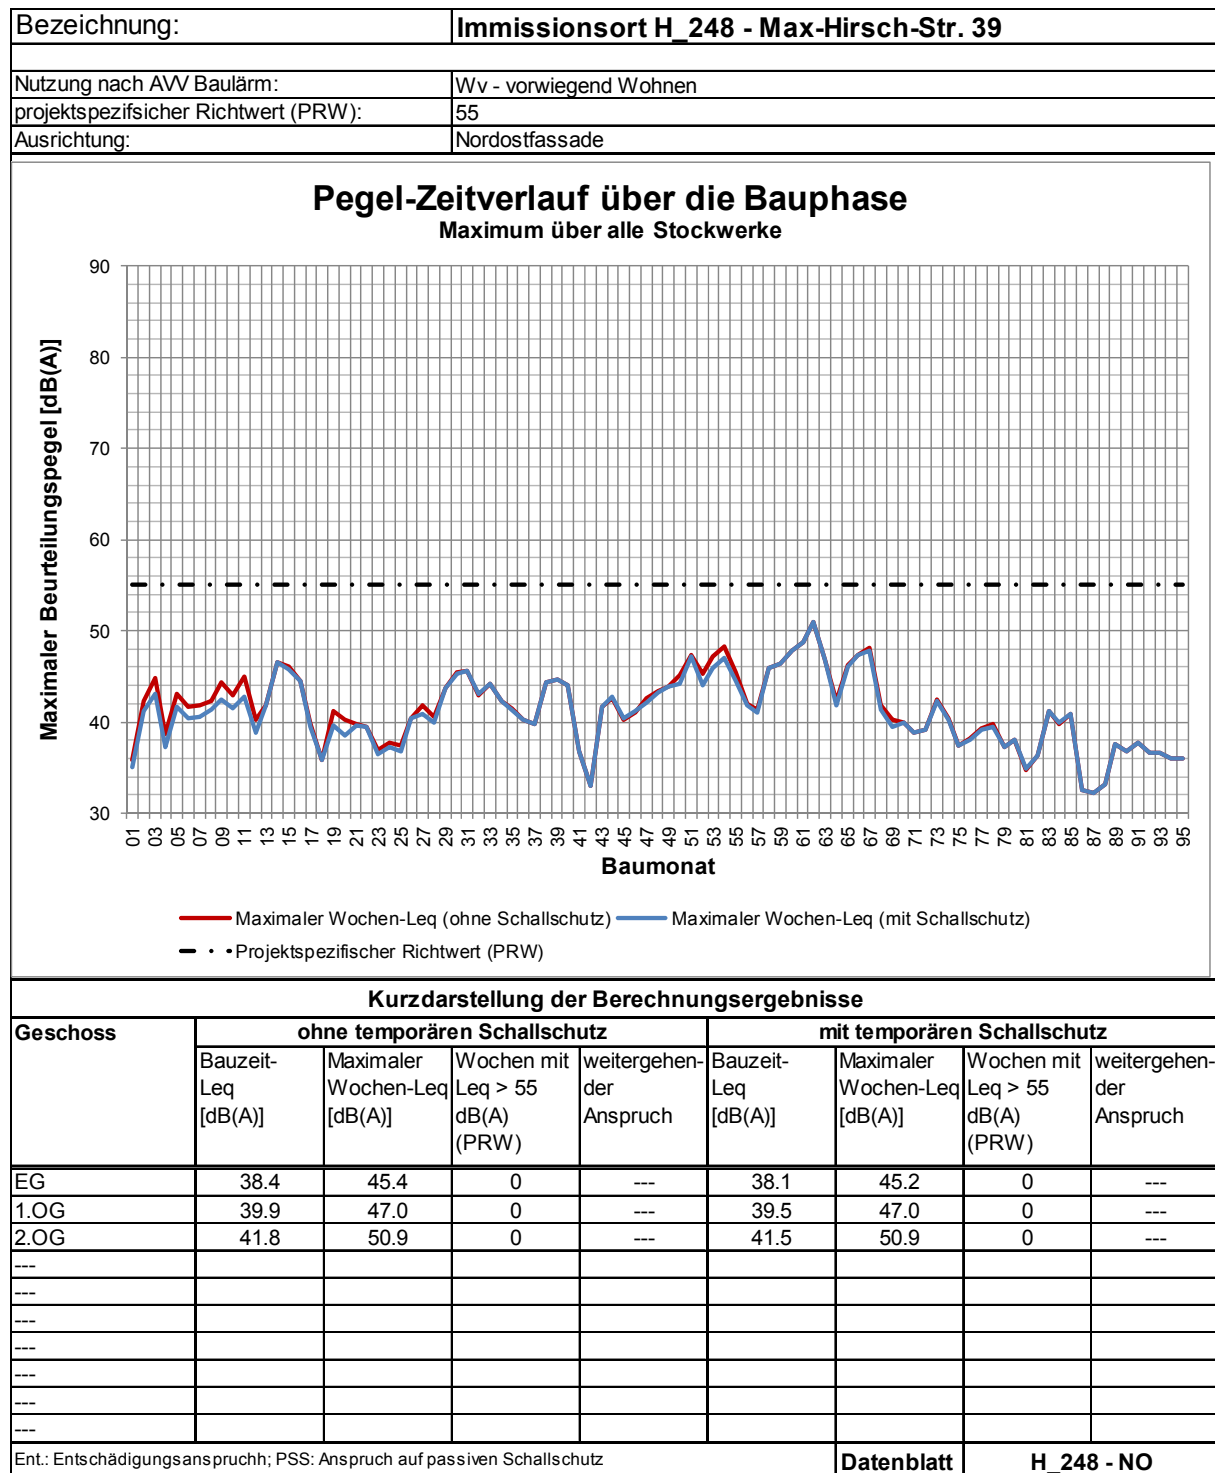 Bezeichnung: Immissionsort H_248 - Max-Hirsch-Str. 39
Nutzung nach AVV Baulärm: Wv - vorwiegend Wohnen
projektspezifsicher Richtwert (PRW): 55
Ausrichtung: Nordostfassade
Pegel-Zeitverlauf über die Bauphase
Maximum über alle Stockwerke
Maximaler Beurteilungspegel [dB(A)]
90
80
70
60
50
40
30
01 03 05 07 09 11 13 15 17 19 21 23 25 27 29 31 33 35 37 39 41 43 45 47 49 51 53 55 57 59 61 63 65 67 69 71 73 75 77 79 81 83 85 87 89 91 93 95
Baumonat
Maximaler Wochen-Leq (ohne Schallschutz) Maximaler Wochen-Leq (mit Schallschutz)
Projektspezifischer Richtwert (PRW)
Kurzdarstellung der Berechnungsergebnisse
Geschoss ohne temporären Schallschutz mit temporären Schallschutz
Bauzeit- Maximaler Wochen mit weitergehen- Bauzeit- Maximaler Wochen mit weitergehen-
Leq Wochen-Leq Leq > 55 der Leq Wochen-Leq Leq > 55 der
[dB(A)] [dB(A)] dB(A) Anspruch [dB(A)] [dB(A)] dB(A) Anspruch
(PRW) (PRW)
EG 38.4 45.4 0 --- 38.1 45.2 0 ---
1.OG 39.9 47.0 0 --- 39.5 47.0 0 ---
2.OG 41.8 50.9 0 --- 41.5 50.9 0 ---
---
---
---
---
---
---
---
Ent.: Entschädigungsanspruchh; PSS: Anspruch auf passiven Schallschutz Datenblatt H_248 - NO